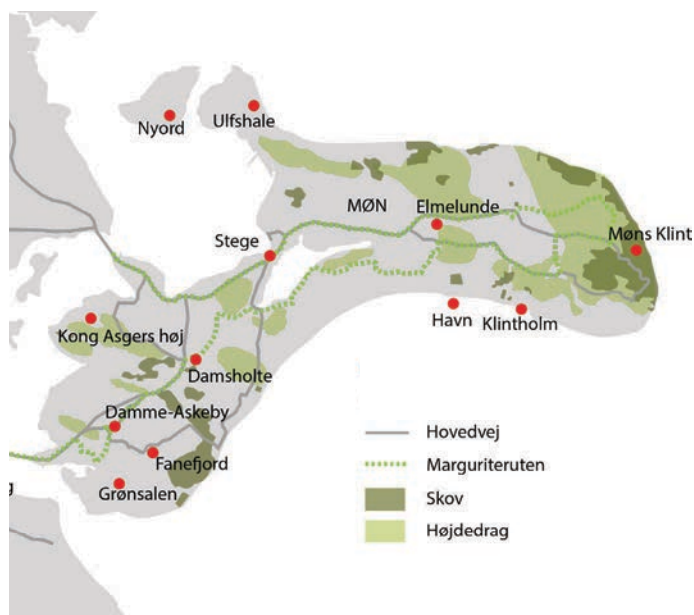 Nyord
Ulfshale
MØN
Elmelunde
Stege
Møns Klint
Havn
Klintholm
Kong Asgers høj
Damsholte
Damme-Askeby
Fanefjord
Grønsalen
g
Hovedvej
Marguriteruten
Skov
Højdedrag